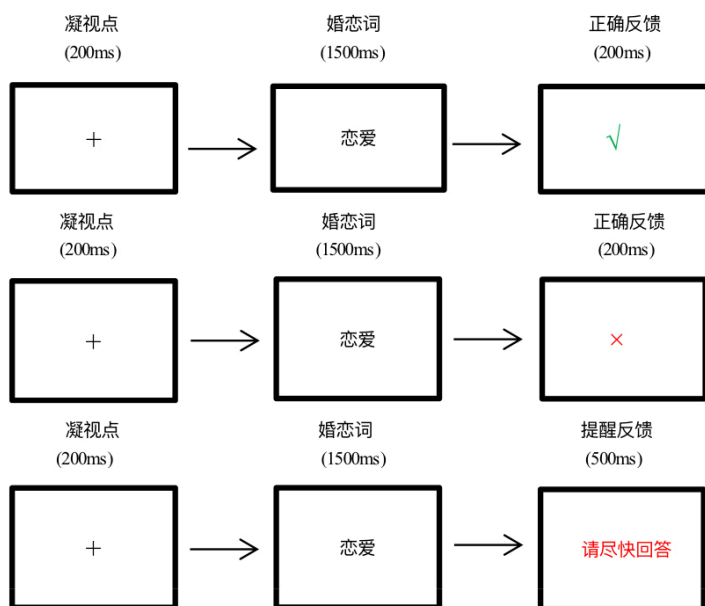 凝视点 婚恋词 正确反馈
(200ms) (1500ms) (200ms)
+ 恋爱 √
凝视点 婚恋词 正确反馈
(200ms) (1500ms) (200ms)
+ 恋爱 ×
凝视点 婚恋词 提醒反馈
(200ms) (1500ms) (500ms)
+ 恋爱 请尽快回答